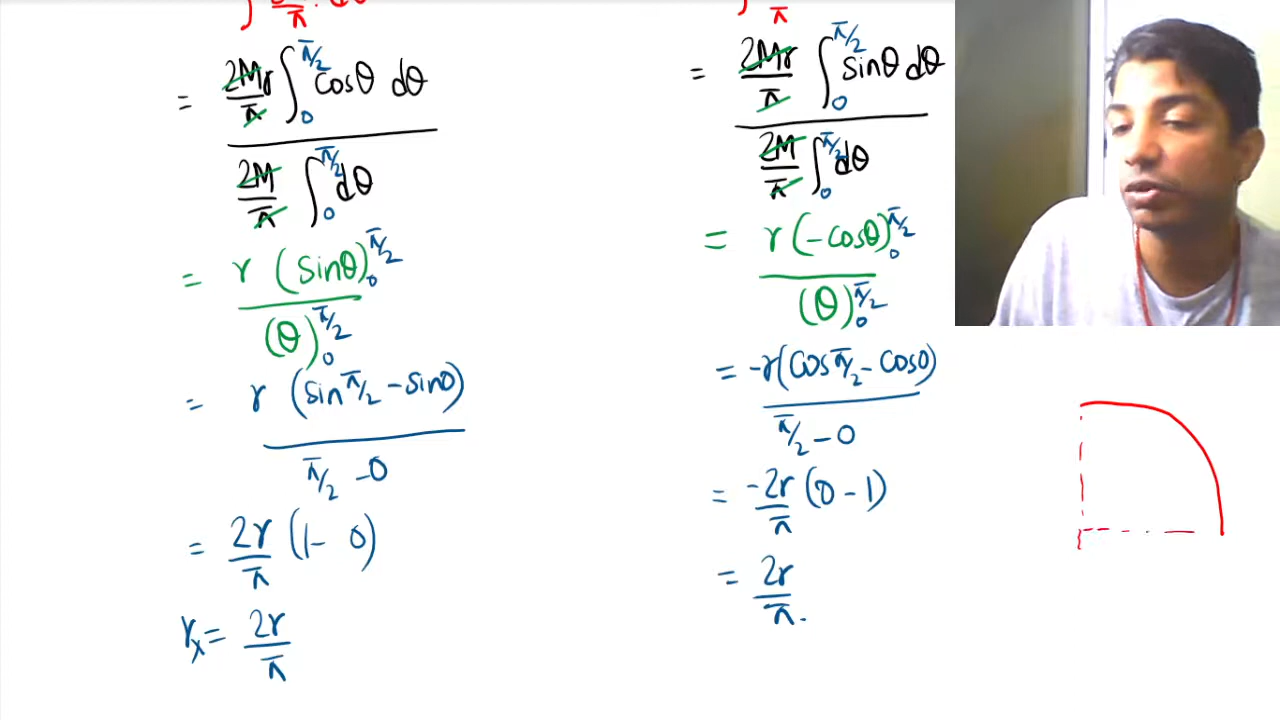 = 2Mr/π ∫₀^π/2 cosθ dθ
2M/π ∫₀^π/2 dθ
= r (sinθ)₀^π/2
(θ)₀^π/2
= r (sin π/2 - sin0)
π/2 - 0
= 2r/π (1 - 0)
rₓ = 2r/π
= 2Mr/π ∫₀^π/2 sinθ dθ
2M/π ∫₀^π/2 dθ
= r (-cosθ)₀^π/2
(θ)₀^π/2
= -r(cos π/2 - cos0)
π/2 - 0
= -2r/π (0 - 1)
= 2r/π.